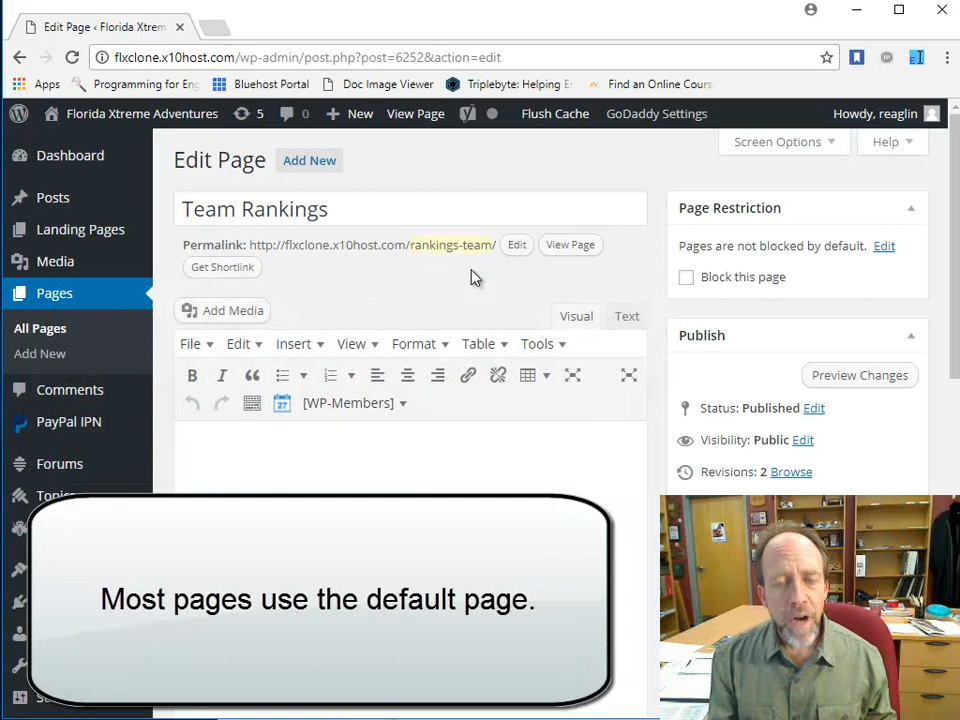 Edit Page ‹ Florida Xtrem
flxclone.x10host.com/wp-admin/post.php?post=6252&action=edit
Apps Programming for Eng Bluehost Portal Doc Image Viewer Triplebyte: Helping E Find an Online Cours
Florida Xtreme Adventures 5 0 New View Page Flush Cache GoDaddy Settings Howdy, reaglin
Screen Options Help
Dashboard
Posts
Landing Pages
Media
Pages
All Pages
Add New
Comments
PayPal IPN
Forums
Edit Page Add New
Team Rankings
Permalink: http://flxclone.x10host.com/rankings-team/ Edit View Page
Get Shortlink
Add Media
Visual Text
File Edit Insert View Format Table Tools
B I
27 [WP-Members]
Page Restriction
Pages are not blocked by default. Edit
Block this page
Publish
Preview Changes
Status: Published Edit
Visibility: Public Edit
Revisions: 2 Browse
Most pages use the default page.